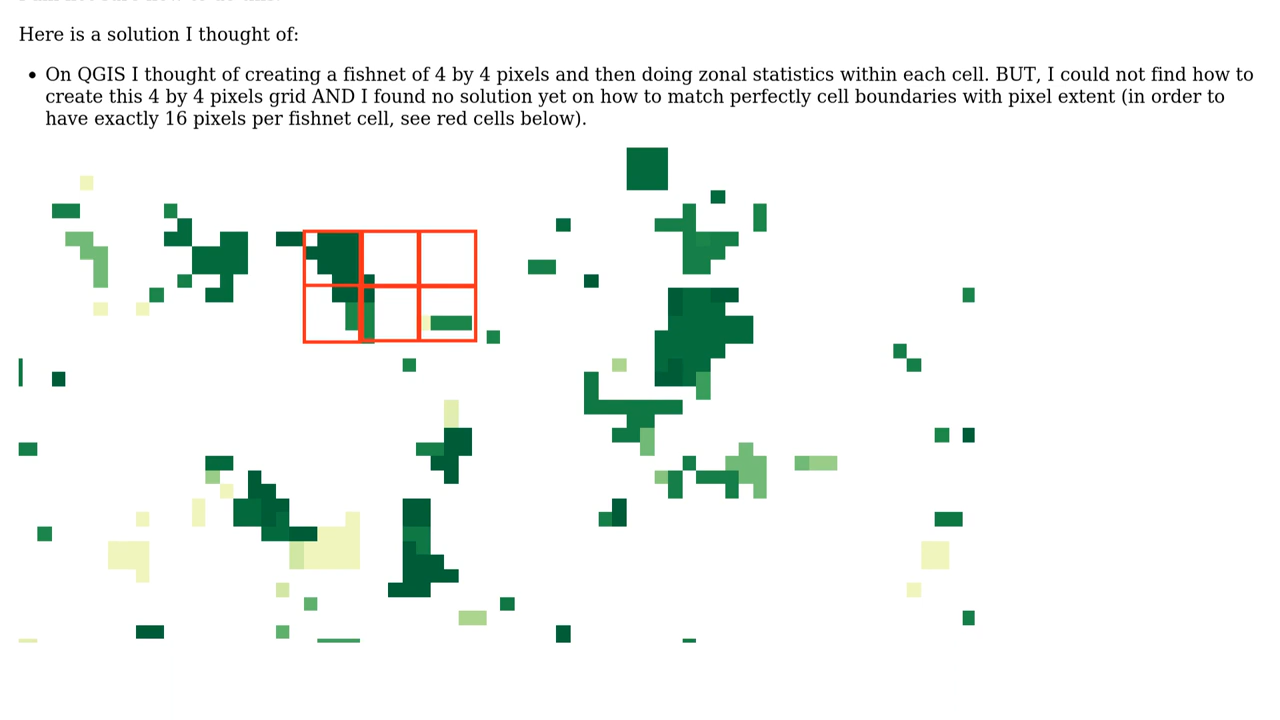 Here is a solution I thought of:
• On QGIS I thought of creating a fishnet of 4 by 4 pixels and then doing zonal statistics within each cell. BUT, I could not find how to
create this 4 by 4 pixels grid AND I found no solution yet on how to match perfectly cell boundaries with pixel extent (in order to
have exactly 16 pixels per fishnet cell, see red cells below).